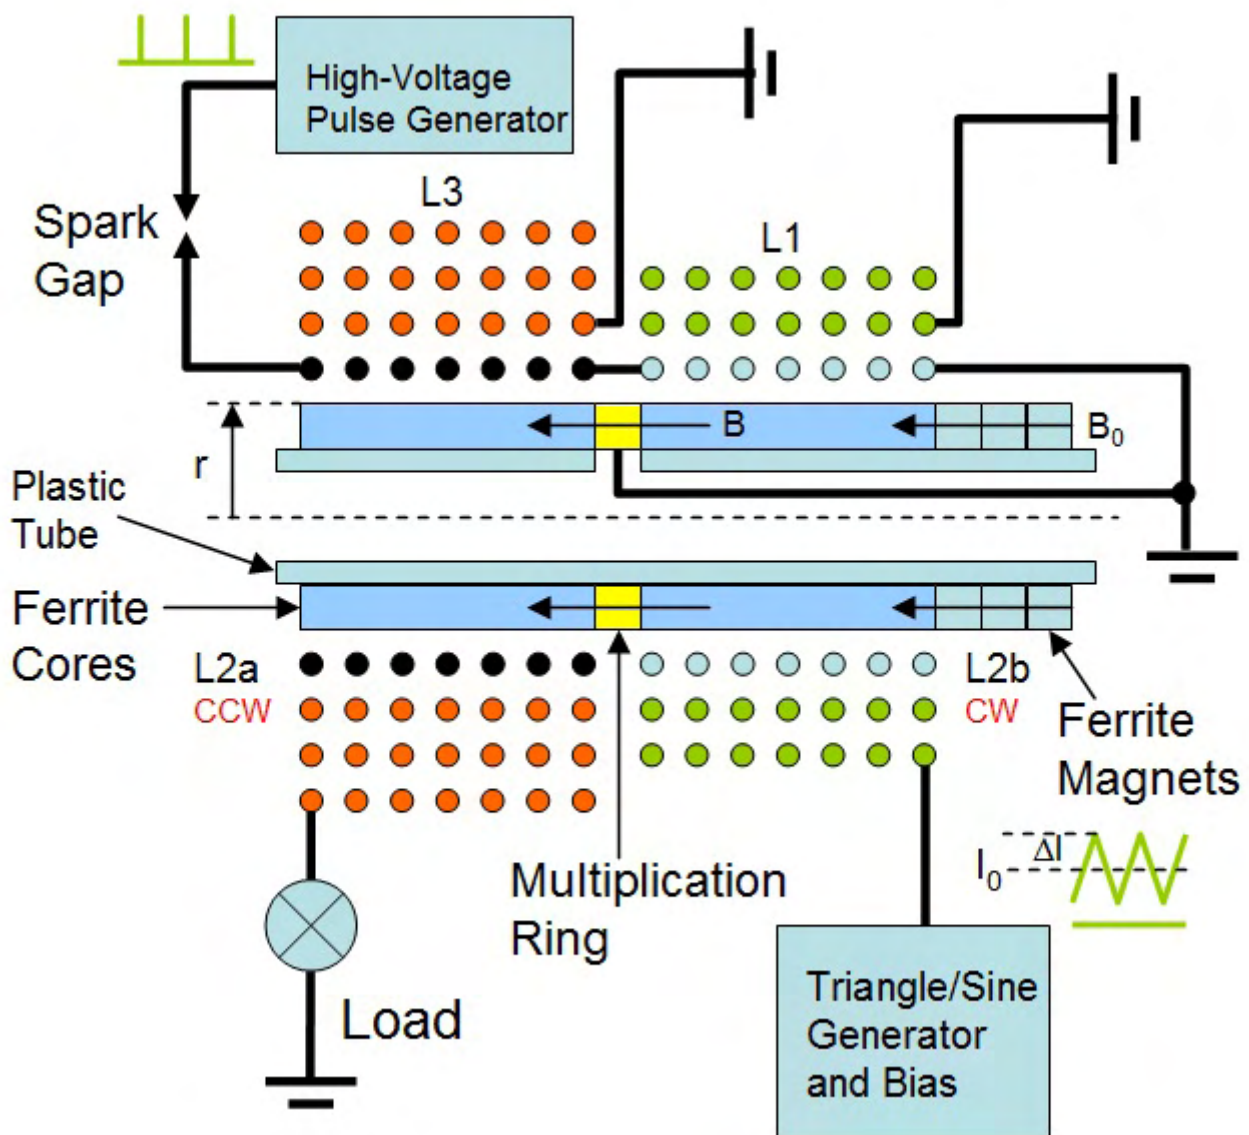 High-Voltage
Pulse Generator
L3
Spark
Gap
L1
B
B₀
r
Plastic
Tube
Ferrite
Cores
L2a
CCW
L2b
CW
Ferrite
Magnets
Multiplication
Ring
I₀
ΔI
Load
Triangle/Sine
Generator
and Bias